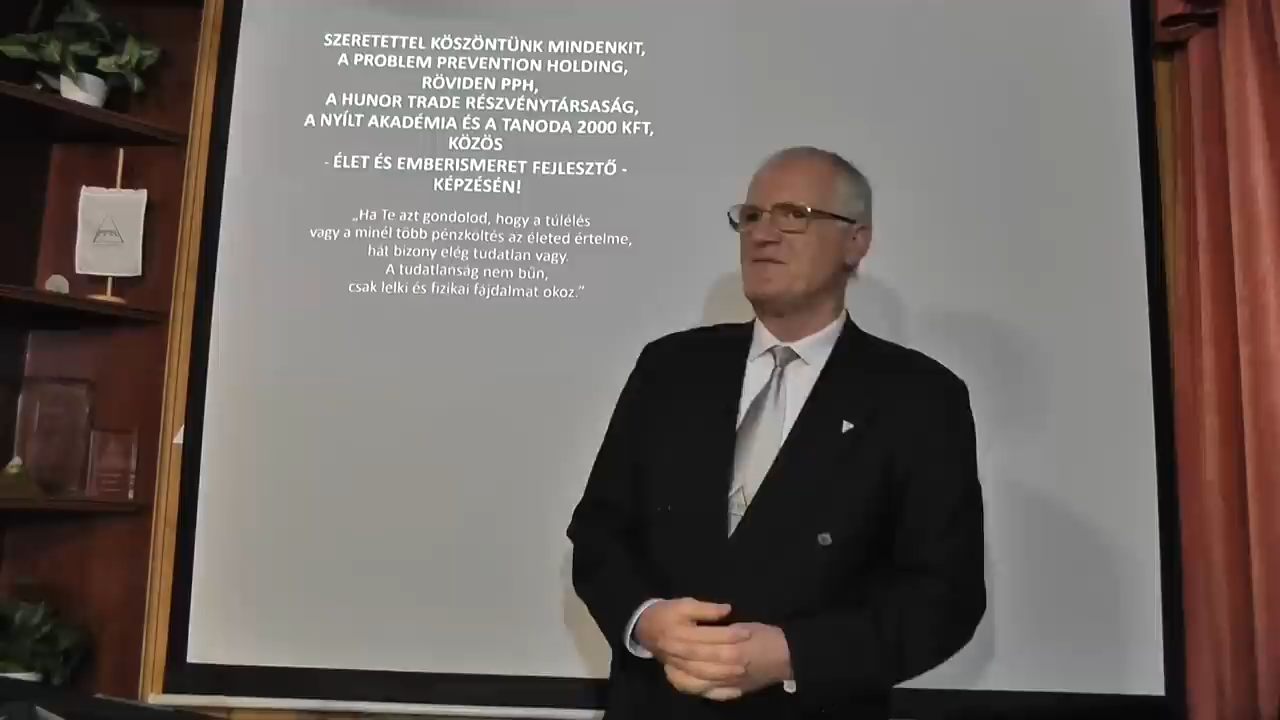 SZERETETTEL KÖSZÖNTÜNK MINDENKIT,
A PROBLEM PREVENTION HOLDING,
RÖVIDEN PPH,
A HUNOR TRADE RÉSZVÉNYTÁRSASÁG,
A NYÍLT AKADÉMIA ÉS A TANODA 2000 KFT,
KÖZÖS
- ÉLET ÉS EMBERISMERET FEJLESZTŐ -
KÉPZÉSÉN!
„Ha Te azt gondolod, hogy a túlélés
vagy a minél több pénzköltés az életed értelme,
hát bizony elég tudatlan vagy.
A tudatlanság nem bűn,
csak lelki és fizikai fájdalmat okoz.”